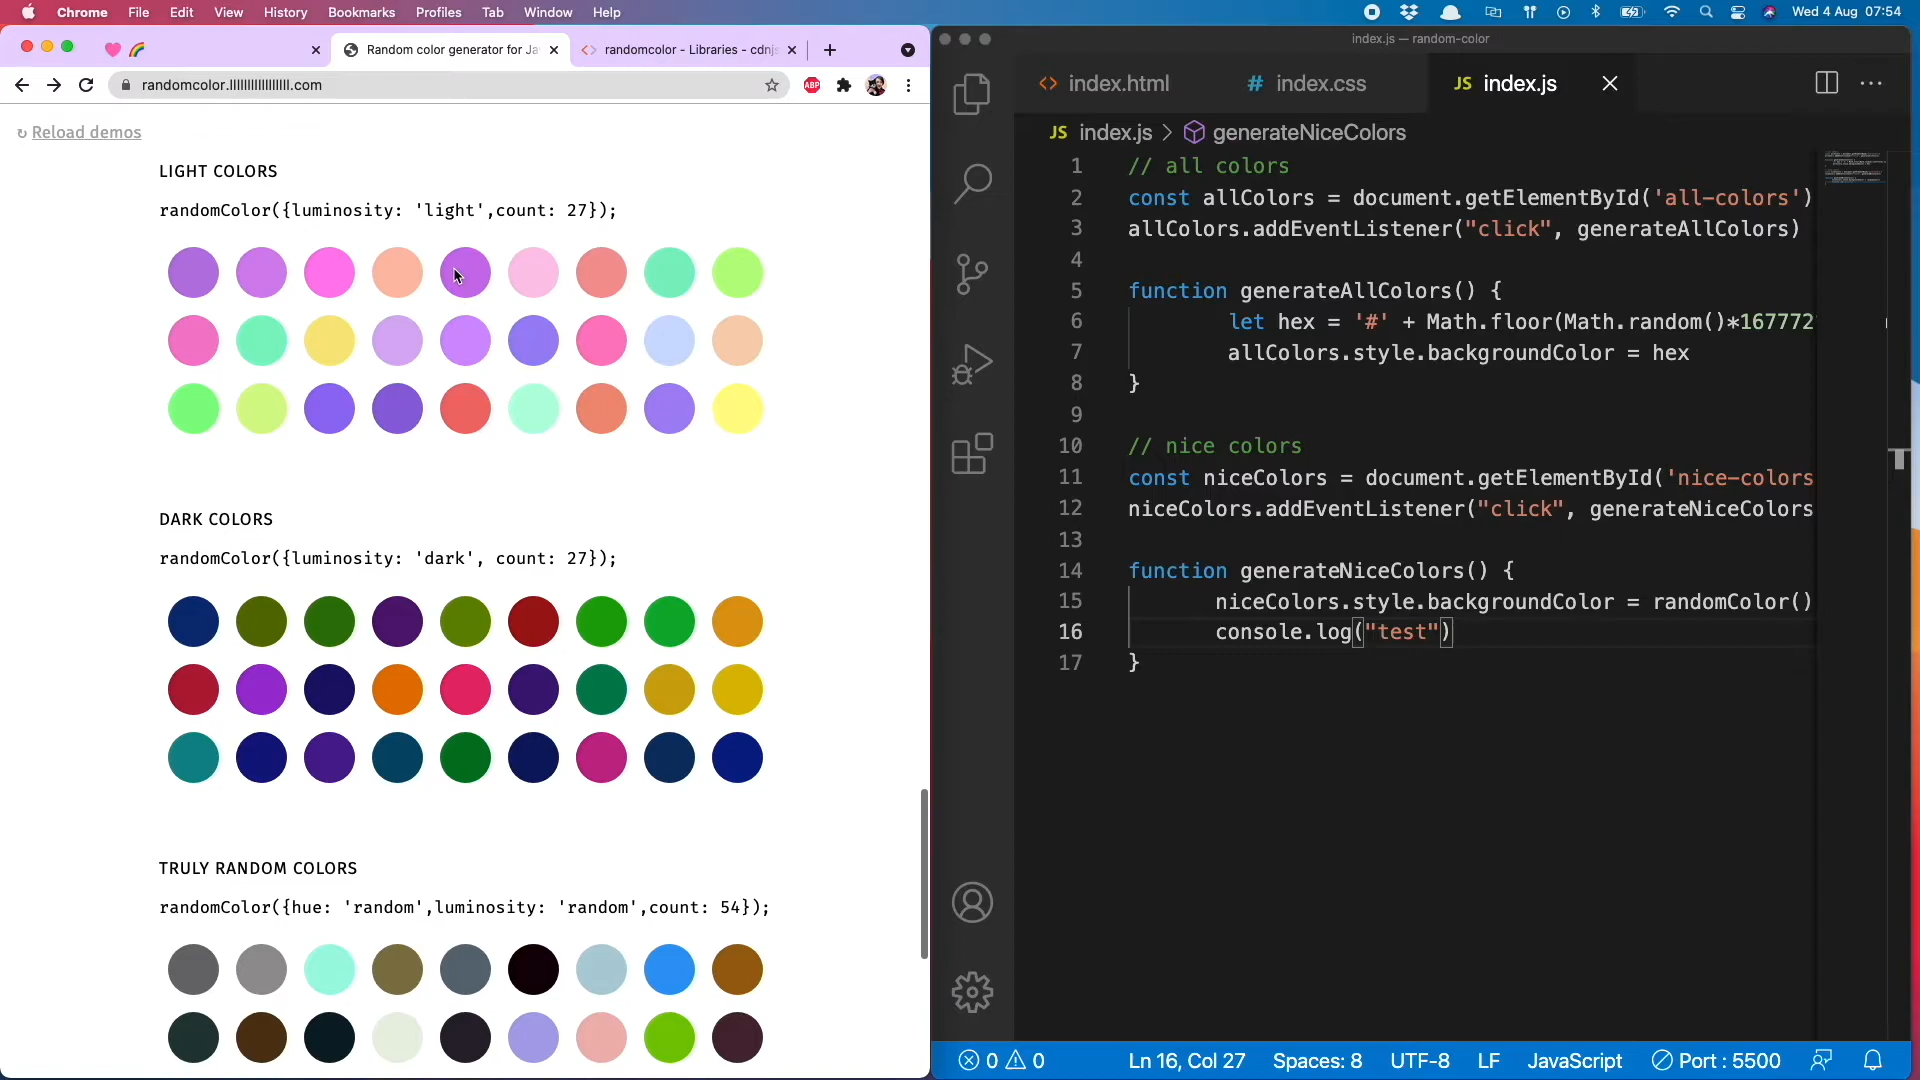 Chrome File Edit View History Bookmarks Profiles Tab Window Help
Wed 4 Aug 07:54
Random color generator for Ja
randomcolor - Libraries - cdnjs
index.js — random-color
index.html
index.css
JS index.js
ABP
Reload demos
JS index.js > generateNiceColors
LIGHT COLORS
randomColor({luminosity: 'light',count: 27});
DARK COLORS
randomColor({luminosity: 'dark', count: 27});
TRULY RANDOM COLORS
randomColor({hue: 'random',luminosity: 'random',count: 54});
1 // all colors
2 const allColors = document.getElementById('all-colors')
3 allColors.addEventListener("click", generateAllColors)
4
5 function generateAllColors() {
6 let hex = '#' + Math.floor(Math.random()*167772
7 allColors.style.backgroundColor = hex
8 }
9
10 // nice colors
11 const niceColors = document.getElementById('nice-colors
12 niceColors.addEventListener("click", generateNiceColors
13
14 function generateNiceColors() {
15 niceColors.style.backgroundColor = randomColor()
16 console.log("test")
17 }
0 0 Ln 16, Col 27 Spaces: 8 UTF-8 LF JavaScript Port : 5500